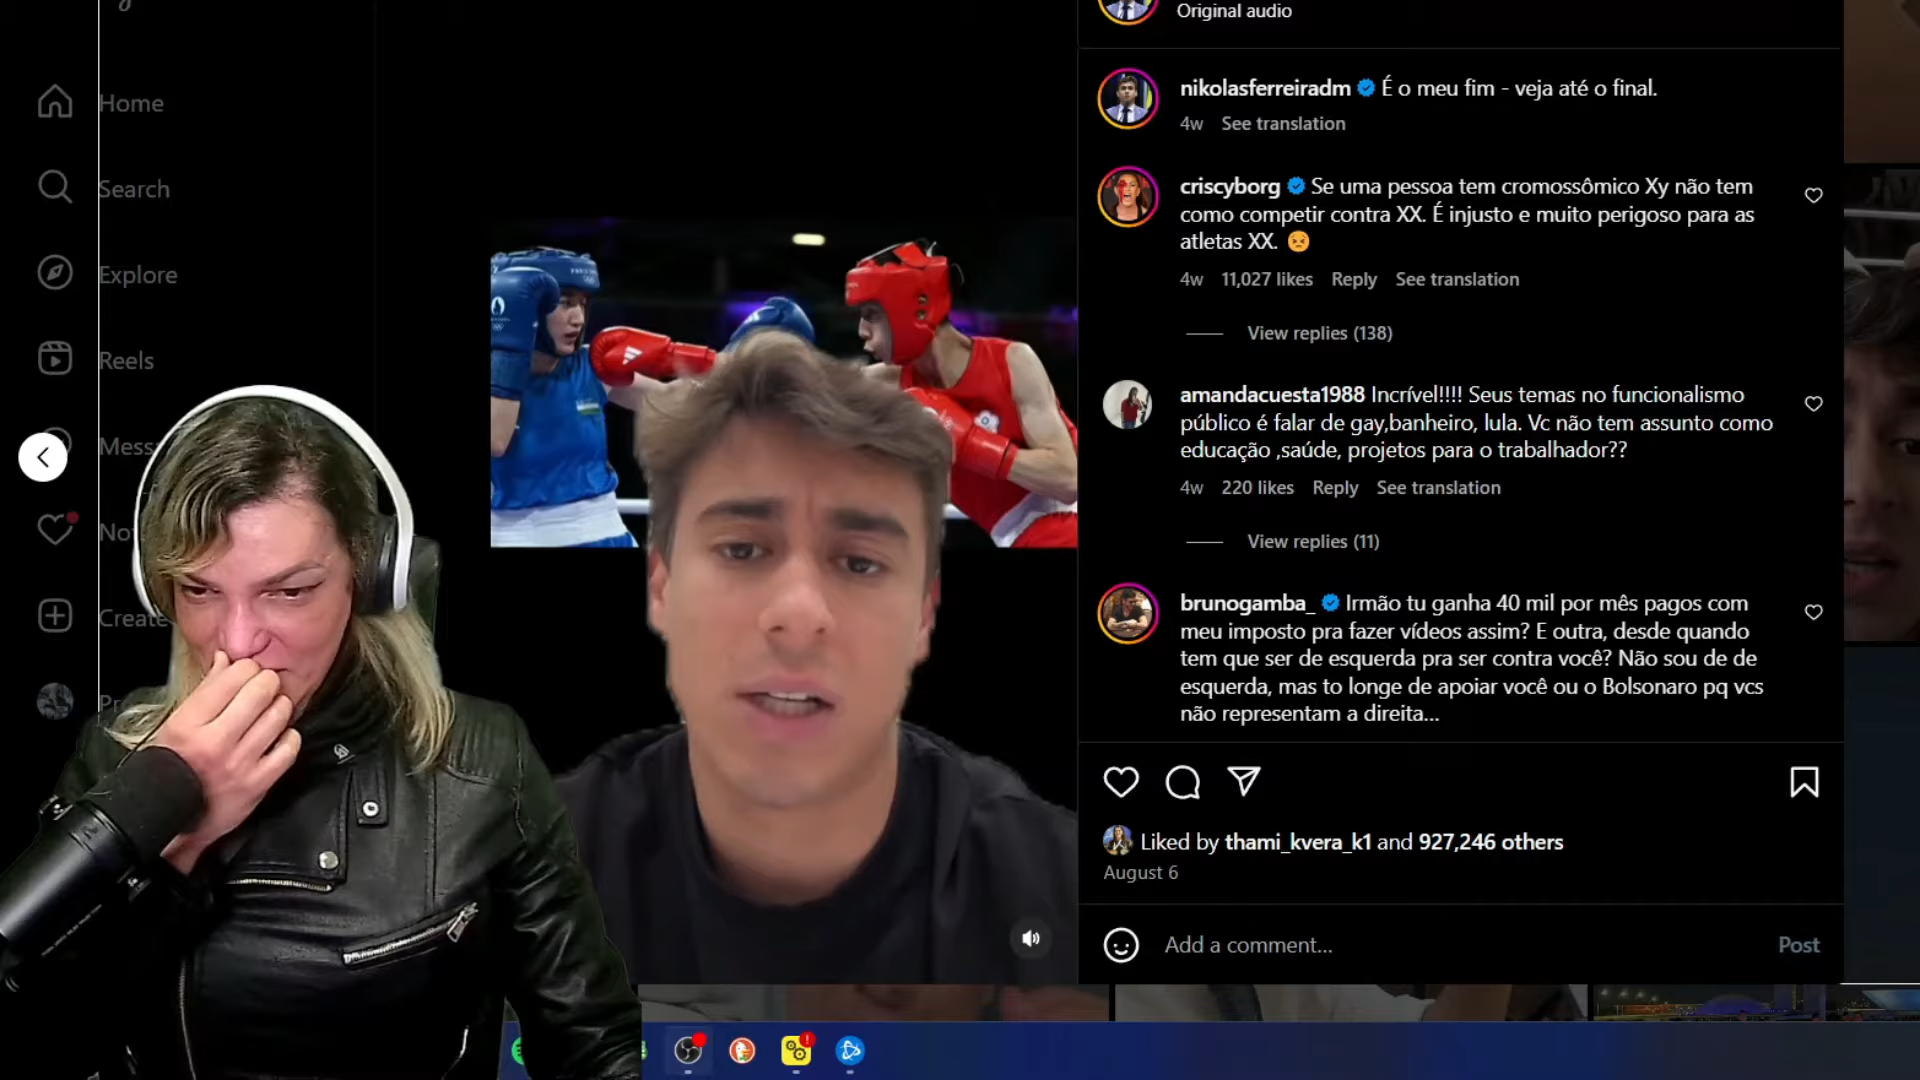 Original audio
Home
Search
Explore
Reels
Mess
No
Create
Pr
nikolasferreiradm É o meu fim - veja até o final.
4w See translation
criscyborg Se uma pessoa tem cromossômico Xy não tem
como competir contra XX. É injusto e muito perigoso para as
atletas XX. 😣
4w 11,027 likes Reply See translation
View replies (138)
amandacuesta1988 Incrível!!!! Seus temas no funcionalismo
público é falar de gay,banheiro, lula. Vc não tem assunto como
educação ,saúde, projetos para o trabalhador??
4w 220 likes Reply See translation
View replies (11)
brunogamba_ Irmão tu ganha 40 mil por mês pagos com
meu imposto pra fazer vídeos assim? E outra, desde quando
tem que ser de esquerda pra ser contra você? Não sou de de
esquerda, mas to longe de apoiar você ou o Bolsonaro pq vcs
não representam a direita...
Liked by thami_kvera_k1 and 927,246 others
August 6
Add a comment... Post